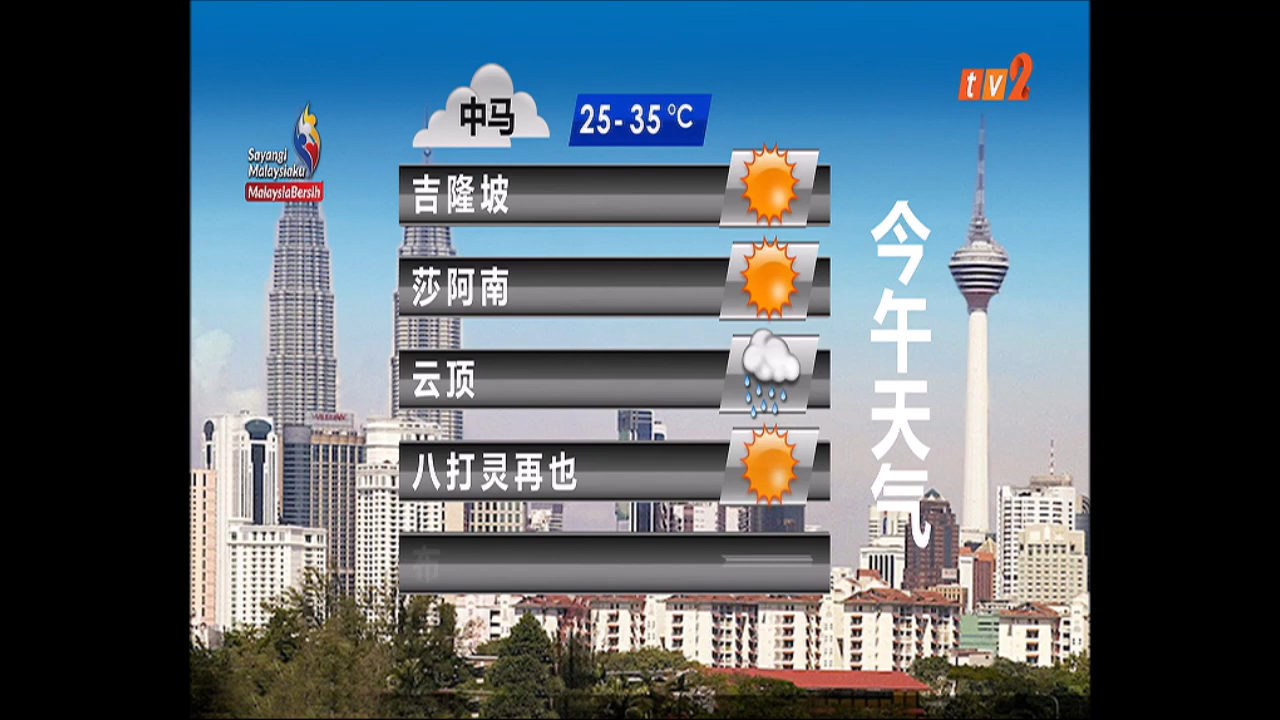 中马
25-35°C
tv2
Sayangi
Malaysiaku
MalaysiaBersih
吉隆坡
莎阿南
云顶
八打灵再也
布
今午天气